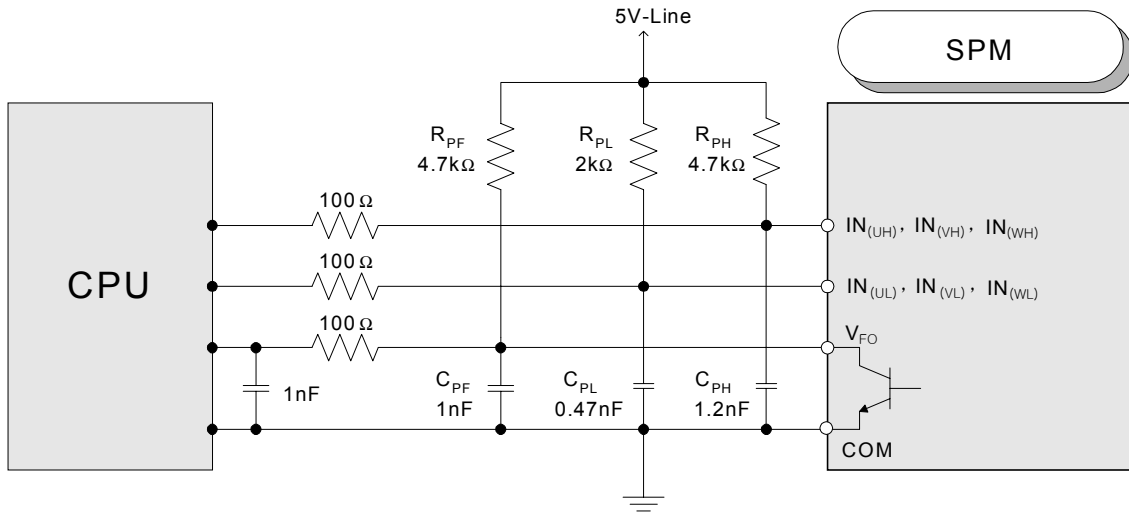 5V-Line
SPM
R_PF
4.7kΩ
R_PL
2kΩ
R_PH
4.7kΩ
100 Ω
IN_(UH), IN_(VH), IN_(WH)
CPU
100 Ω
IN_(UL), IN_(VL), IN_(WL)
100 Ω
V_FO
1nF
C_PF
1nF
C_PL
0.47nF
C_PH
1.2nF
COM